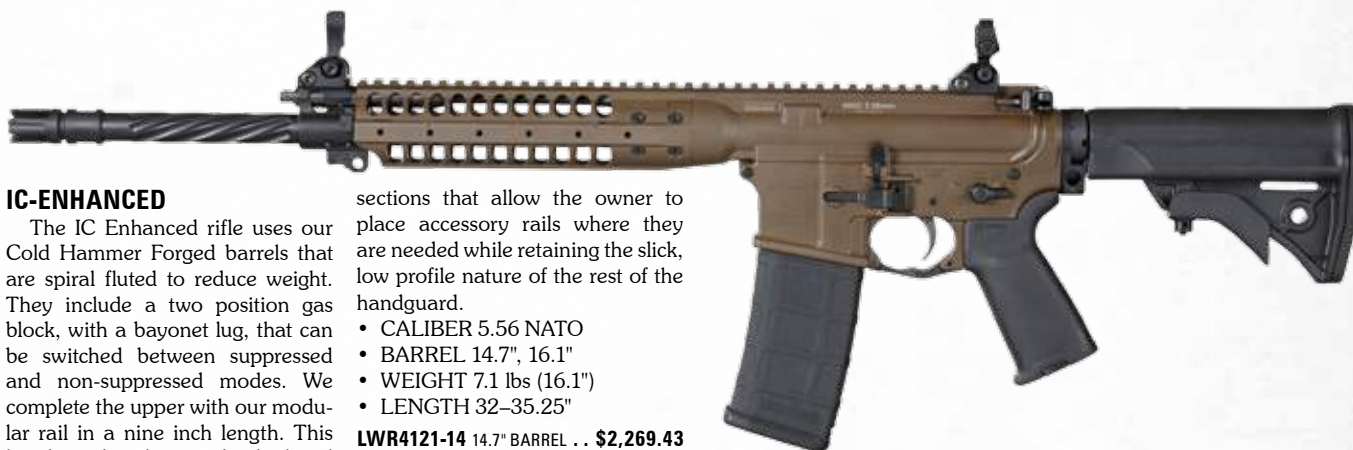 IC-ENHANCED
The IC Enhanced rifle uses our
Cold Hammer Forged barrels that
are spiral fluted to reduce weight.
They include a two position gas
block, with a bayonet lug, that can
be switched between suppressed
and non-suppressed modes. We
complete the upper with our modu-
lar rail in a nine inch length. This
sections that allow the owner to
place accessory rails where they
are needed while retaining the slick,
low profile nature of the rest of the
handguard.
• CALIBER 5.56 NATO
• BARREL 14.7", 16.1"
• WEIGHT 7.1 lbs (16.1")
• LENGTH 32–35.25"
LWR4121-14 14.7" BARREL . . $2,269.43